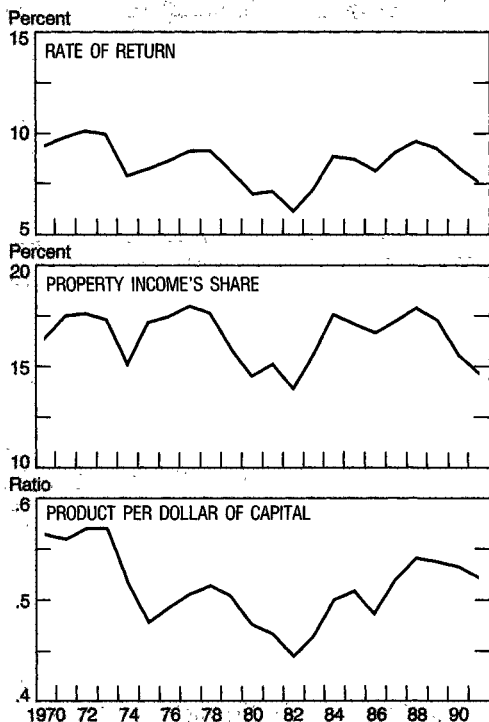 Percent
15
RATE OF RETURN
10
5
Percent
20
PROPERTY INCOME'S SHARE
15
10
Ratio
.6
PRODUCT PER DOLLAR OF CAPITAL
.5
.4
1970 72 74 76 78 80 82 84 86 88 90